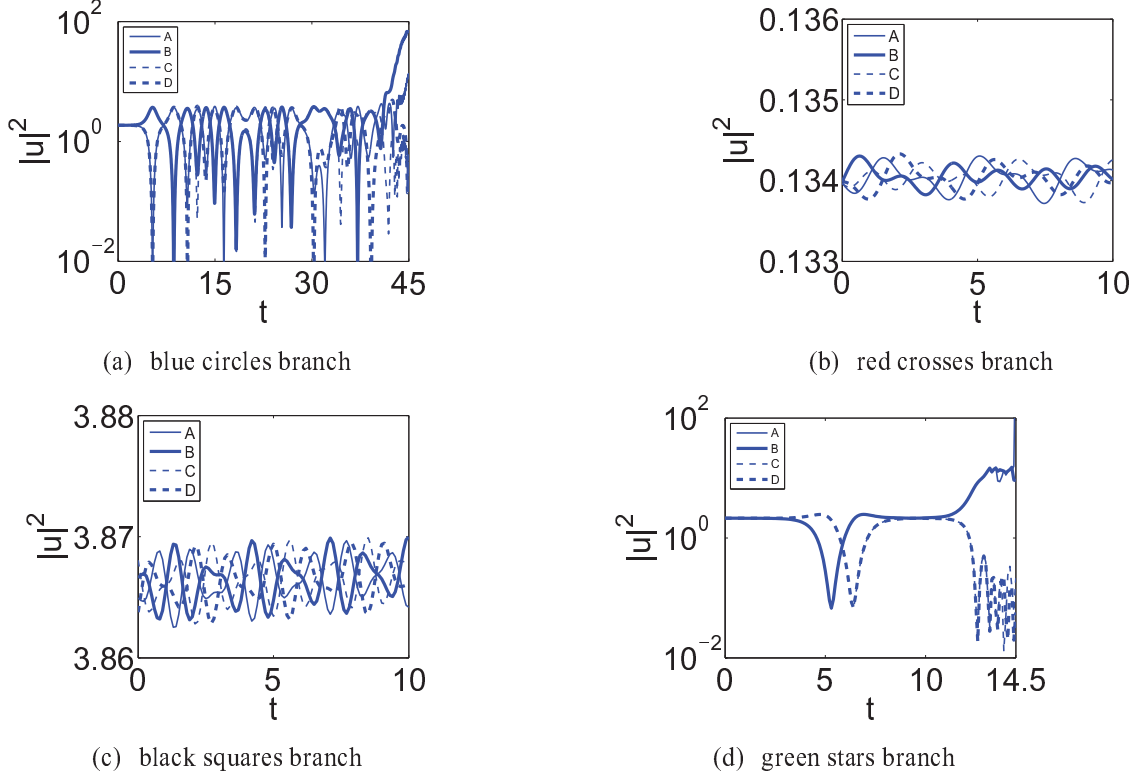 10^2
A
B
C
D
10^0
|u|^2
10^−2
0 15 30 45
t
(a) blue circles branch
0.136
A
B
C
D
0.135
|u|^2
0.134
0.133
0 5 10
t
(b) red crosses branch
3.88
A
B
C
D
3.87
|u|^2
3.86
0 5 10
t
(c) black squares branch
10^2
A
B
C
D
10^0
|u|^2
10^−2
0 5 10 14.5
t
(d) green stars branch